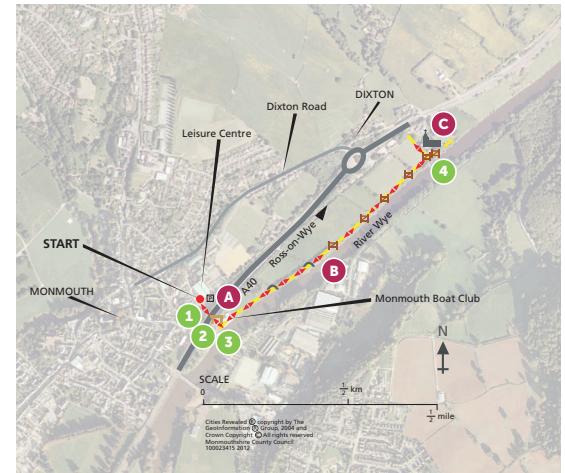 DIXTON
Dixton Road
C
Leisure Centre
4
START
Ross-on-Wye
River Wye
B
A40
P
A
MONMOUTH
Monmouth Boat Club
1
2
3
N
SCALE
0
1/2 km
1/2 mile
Cities Revealed ® copyright by The
GeoInformation ® Group, 2004 and
Crown Copyright © All rights reserved
Monmouthshire County Council
100023415 2012